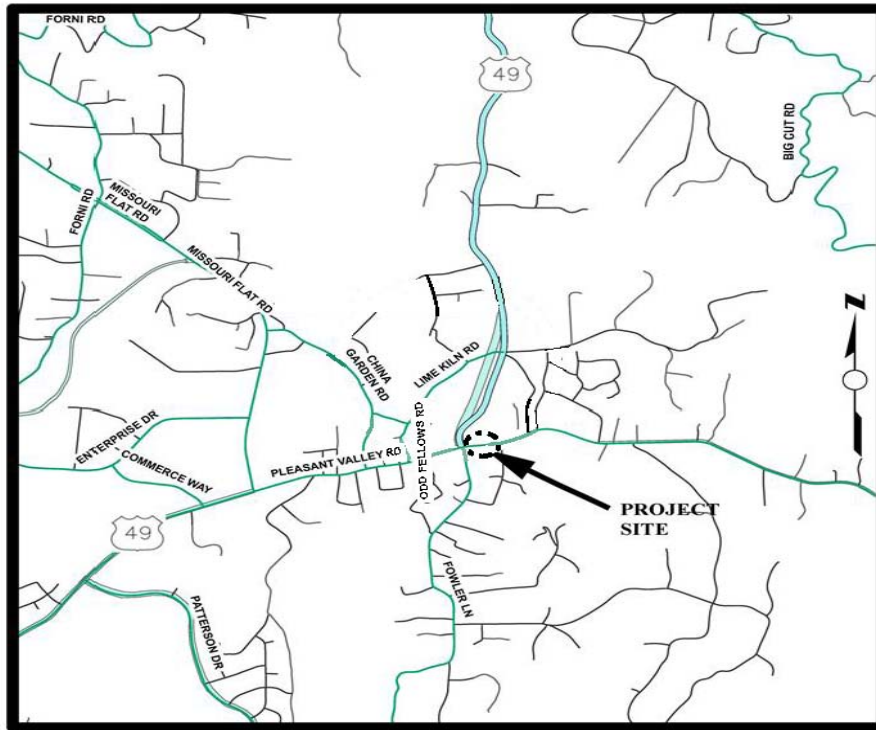 FORNI RD
49
BIG CUT RD
MISSOURI
FLAT RD
FORNI RD
MISSOURI FLAT RD
N
CHINA
GARDEN RD
LIME KILN RD
ODD FELLOWS RD
ENTERPRISE DR
COMMERCE WAY
PLEASANT VALLEY RD
PROJECT
SITE
49
FOWLER LN
PATTERSON DR